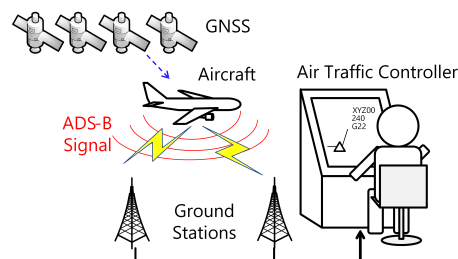 GNSS
Aircraft
Air Traffic Controller
ADS-B
Signal
XYZ00
240
G22
Ground
Stations